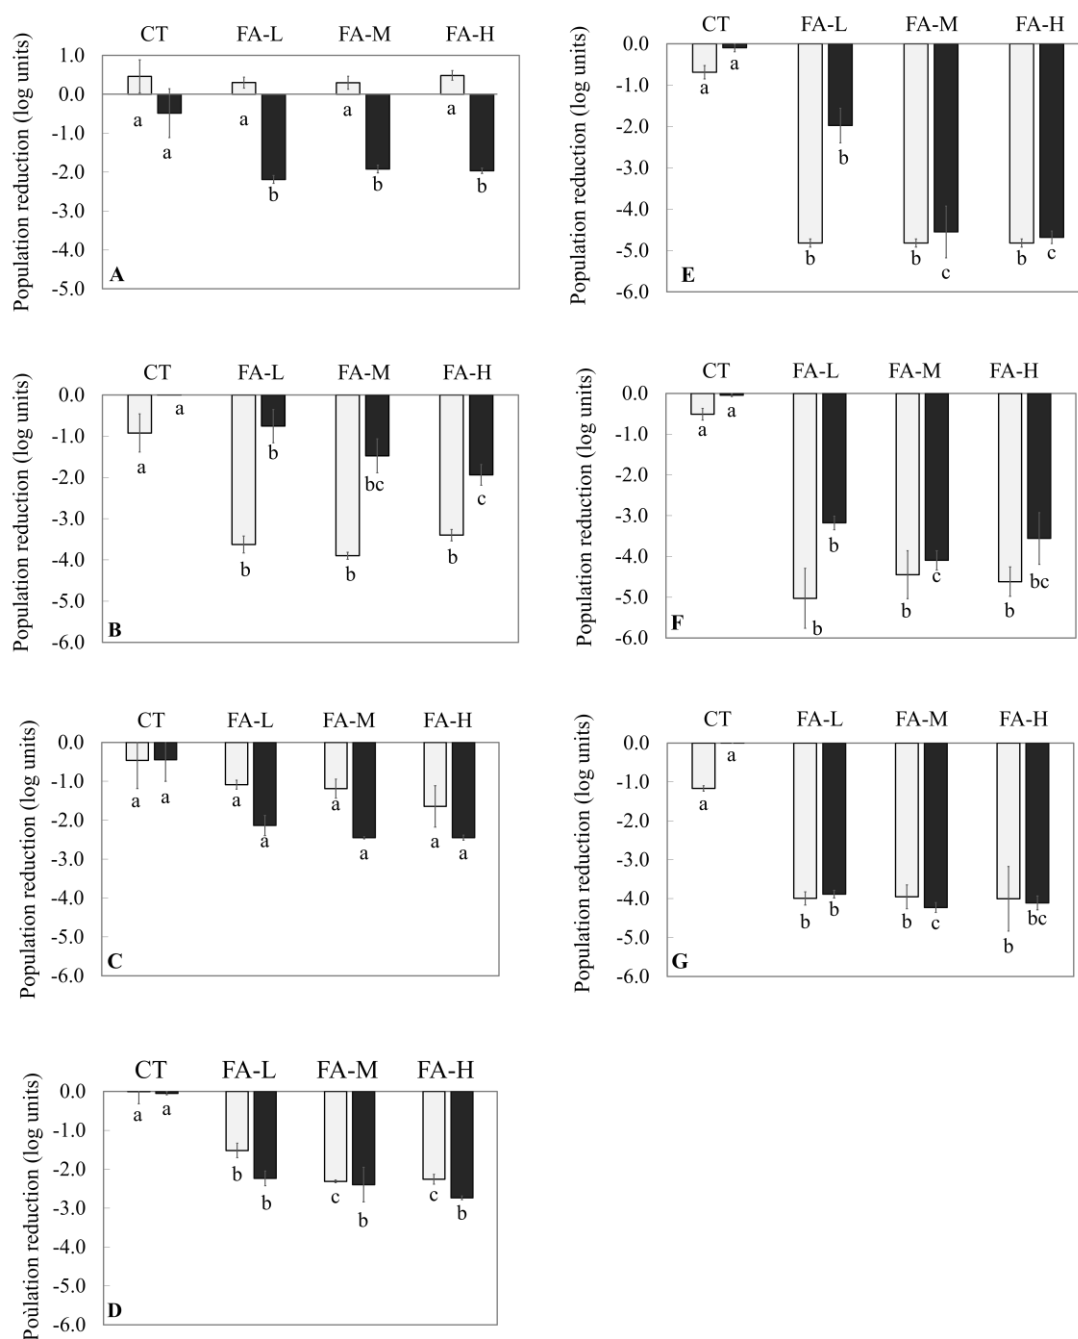 CT FA-L FA-M FA-H
Population reduction (log units)
1.0
0.0
-1.0
-2.0
-3.0
-4.0
-5.0
a a a a
a b b b
A
CT FA-L FA-M FA-H
Population reduction (log units)
0.0
-1.0
-2.0
-3.0
-4.0
-5.0
-6.0
a a b b b bc b c
B
CT FA-L FA-M FA-H
Population reduction (log units)
0.0
-1.0
-2.0
-3.0
-4.0
-5.0
-6.0
a a a a a a a a
C
CT FA-L FA-M FA-H
Poùlation reduction (log units)
0.0
-1.0
-2.0
-3.0
-4.0
-5.0
-6.0
a a b b c b c b
D
CT FA-L FA-M FA-H
Population reduction (log units)
0.0
-1.0
-2.0
-3.0
-4.0
-5.0
-6.0
a a b b b c b c
E
CT FA-L FA-M FA-H
Population reduction (log units)
0.0
-1.0
-2.0
-3.0
-4.0
-5.0
-6.0
a a b b b c b bc
F
CT FA-L FA-M FA-H
Population reduction (log units)
0.0
-1.0
-2.0
-3.0
-4.0
-5.0
-6.0
a a b b b c b bc
G